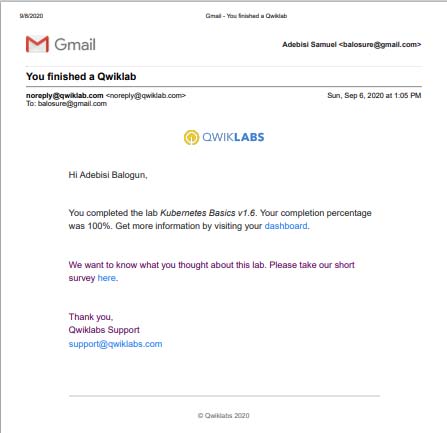 9/8/2020
Gmail - You finished a Qwiklab
Gmail
Adebisi Samuel <balosure@gmail.com>
You finished a Qwiklab
noreply@qwiklab.com <noreply@qwiklab.com>
Sun, Sep 6, 2020 at 1:05 PM
To: balosure@gmail.com
QWIKLABS
Hi Adebisi Balogun,
You completed the lab Kubernetes Basics v1.6. Your completion percentage
was 100%. Get more information by visiting your dashboard.
We want to know what you thought about this lab. Please take our short
survey here.
Thank you,
Qwiklabs Support
support@qwiklabs.com
© Qwiklabs 2020